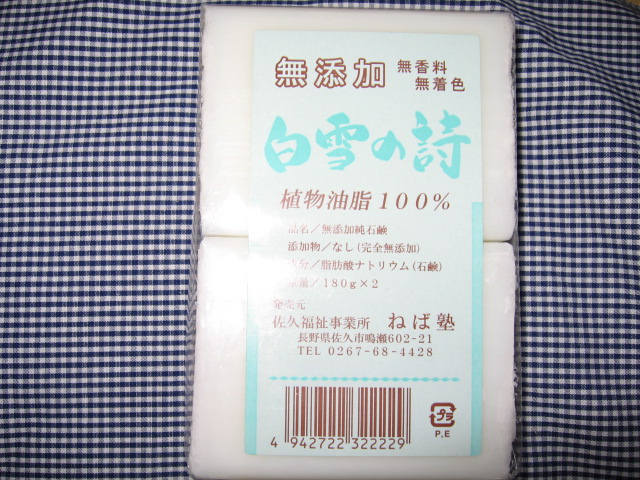 無添加
無香料
無着色
白雪の詩
植物油脂100%
品名／無添加純石鹸
添加物／なし(完全無添加)
成分／脂肪酸ナトリウム(石鹸)
180g×2
発売元
佐久福祉事業所 ねば塾
長野県佐久市鳴瀬602-21
TEL 0267-68-4428
4 942722 322229
プラ
P.E